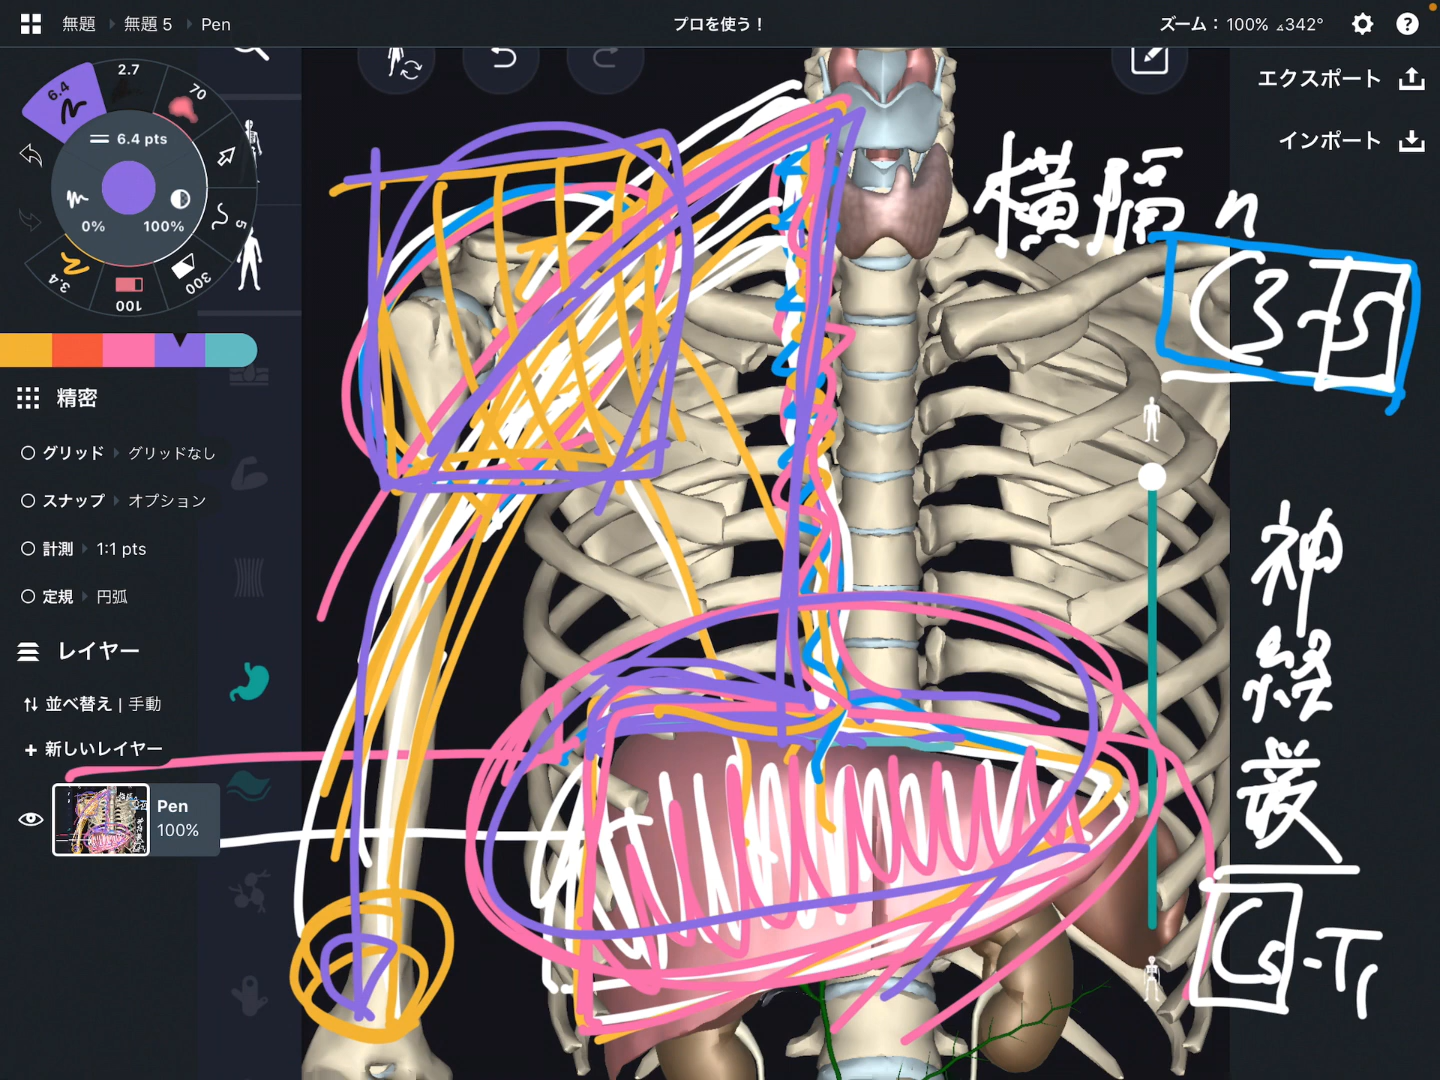 無題 無題 5 Pen
プロを使う！
ズーム： 100% 342°
エクスポート
インポート
2.7
6.4
70
6.4 pts
0%
100%
5
300
100
3.4
精密
グリッド グリッドなし
スナップ オプション
計測 1:1 pts
定規 円弧
レイヤー
並べ替え | 手動
+ 新しいレイヤー
Pen
100%
横隔 n
C3-5
神
経
叢
C5-T1